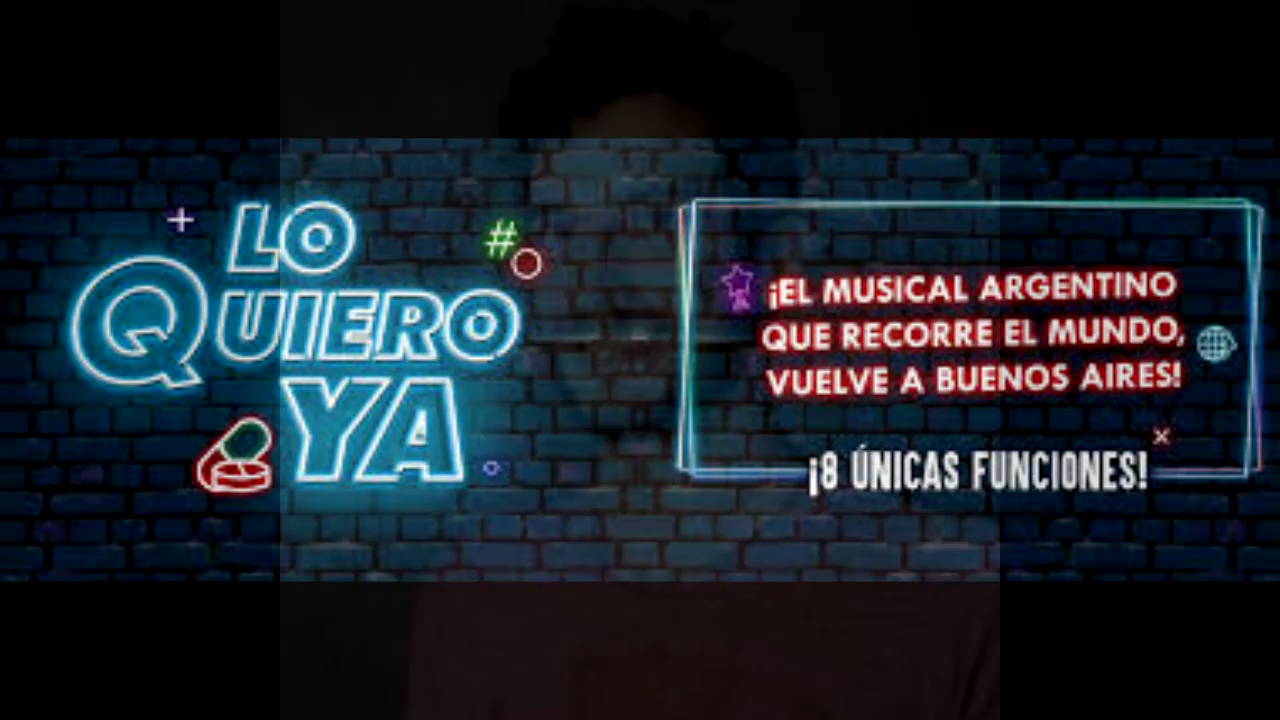 LO
QUIERO
YA
#
¡EL MUSICAL ARGENTINO
QUE RECORRE EL MUNDO,
VUELVE A BUENOS AIRES!
¡8 ÚNICAS FUNCIONES!